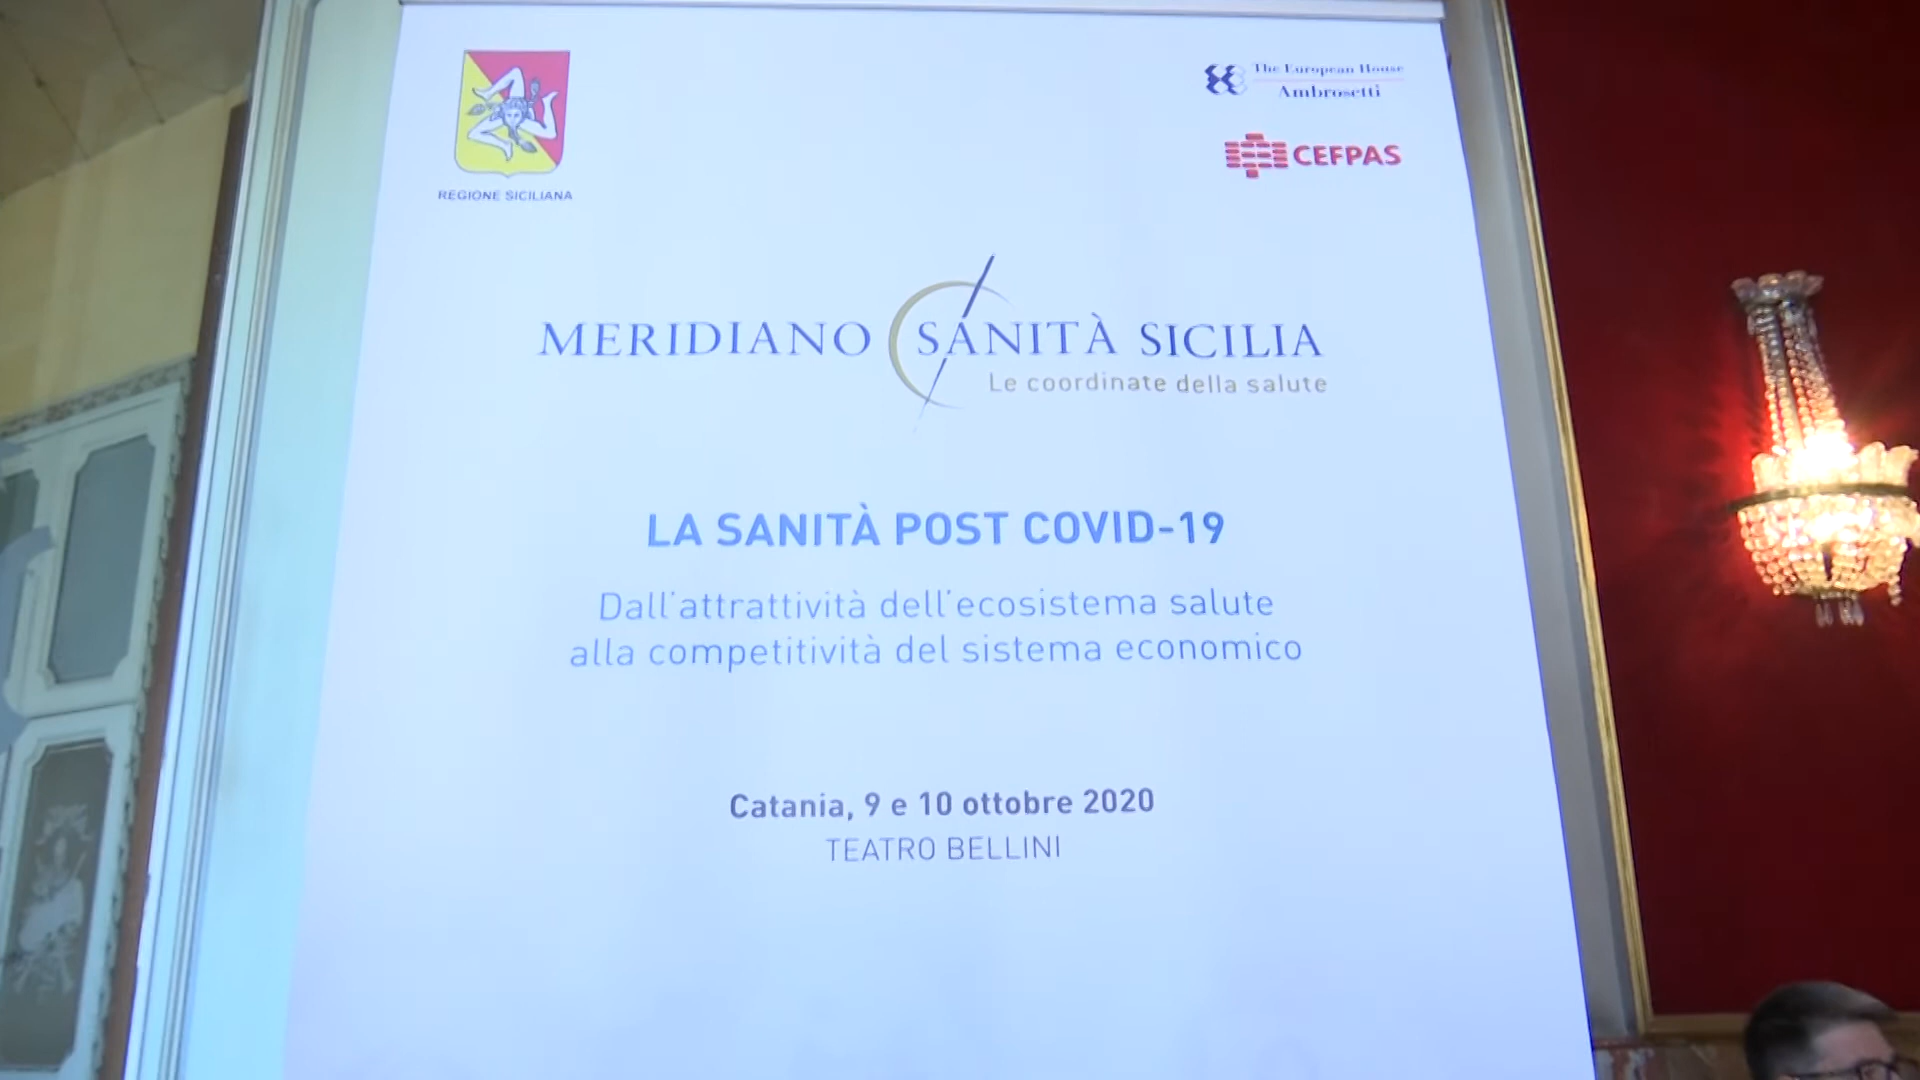 REGIONE SICILIANA
The European House
Ambrosetti
CEFPAS
MERIDIANO SANITÀ SICILIA
Le coordinate della salute
LA SANITÀ POST COVID-19
Dall'attrattività dell'ecosistema salute
alla competitività del sistema economico
Catania, 9 e 10 ottobre 2020
TEATRO BELLINI